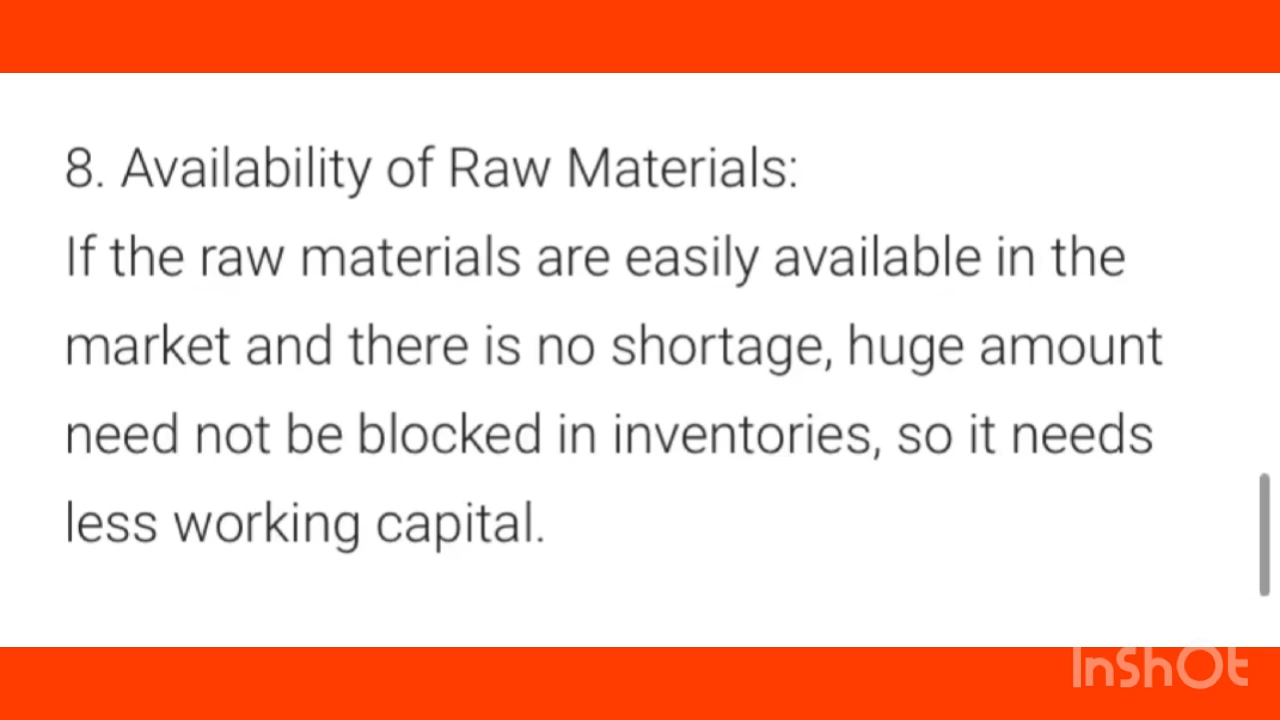 8. Availability of Raw Materials:
If the raw materials are easily available in the
market and there is no shortage, huge amount
need not be blocked in inventories, so it needs
less working capital.
InShOt